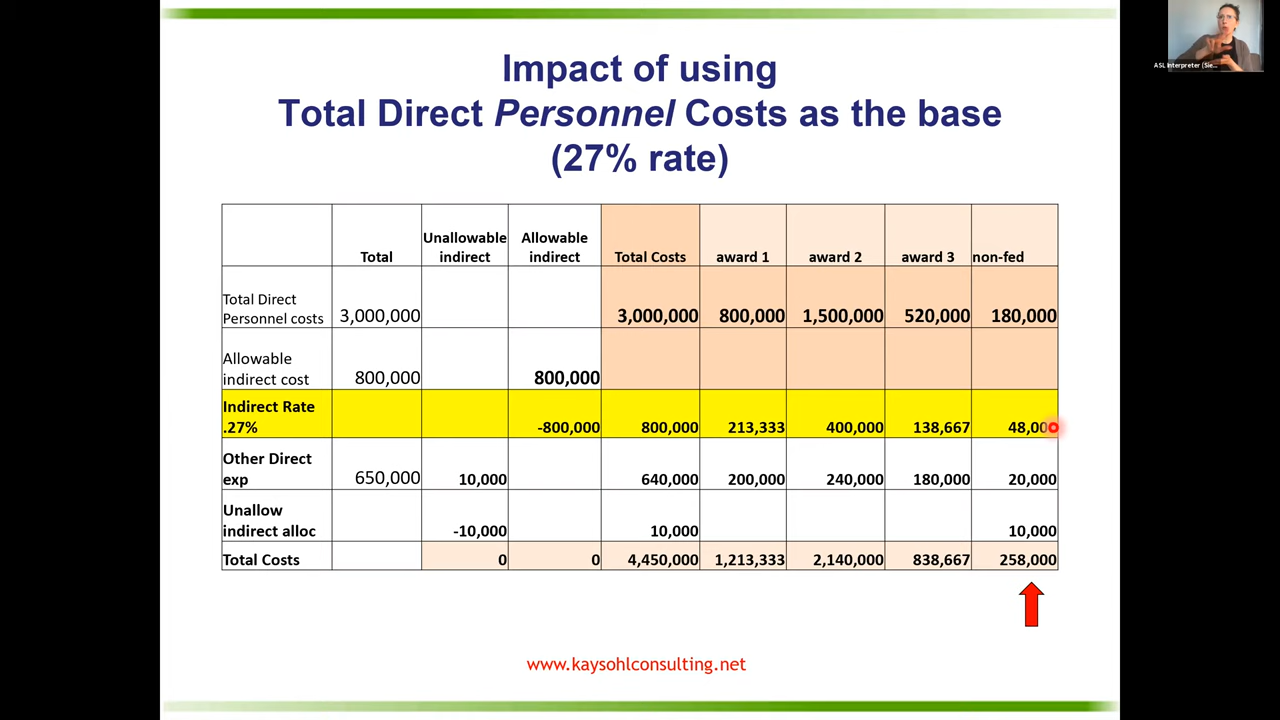 Impact of using
Total Direct Personnel Costs as the base
(27% rate)
ASL Interpreter (Sie...
Total Unallowable indirect Allowable indirect Total Costs award 1 award 2 award 3 non-fed
Total Direct Personnel costs 3,000,000 3,000,000 800,000 1,500,000 520,000 180,000
Allowable indirect cost 800,000 800,000
Indirect Rate .27% -800,000 800,000 213,333 400,000 138,667 48,000
Other Direct exp 650,000 10,000 640,000 200,000 240,000 180,000 20,000
Unallow indirect alloc -10,000 10,000 10,000
Total Costs 0 0 4,450,000 1,213,333 2,140,000 838,667 258,000
www.kaysohlconsulting.net